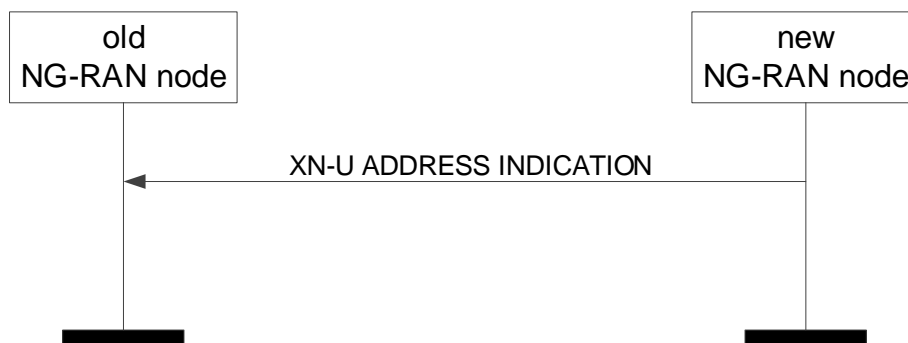 old
NG-RAN node
new
NG-RAN node
XN-U ADDRESS INDICATION